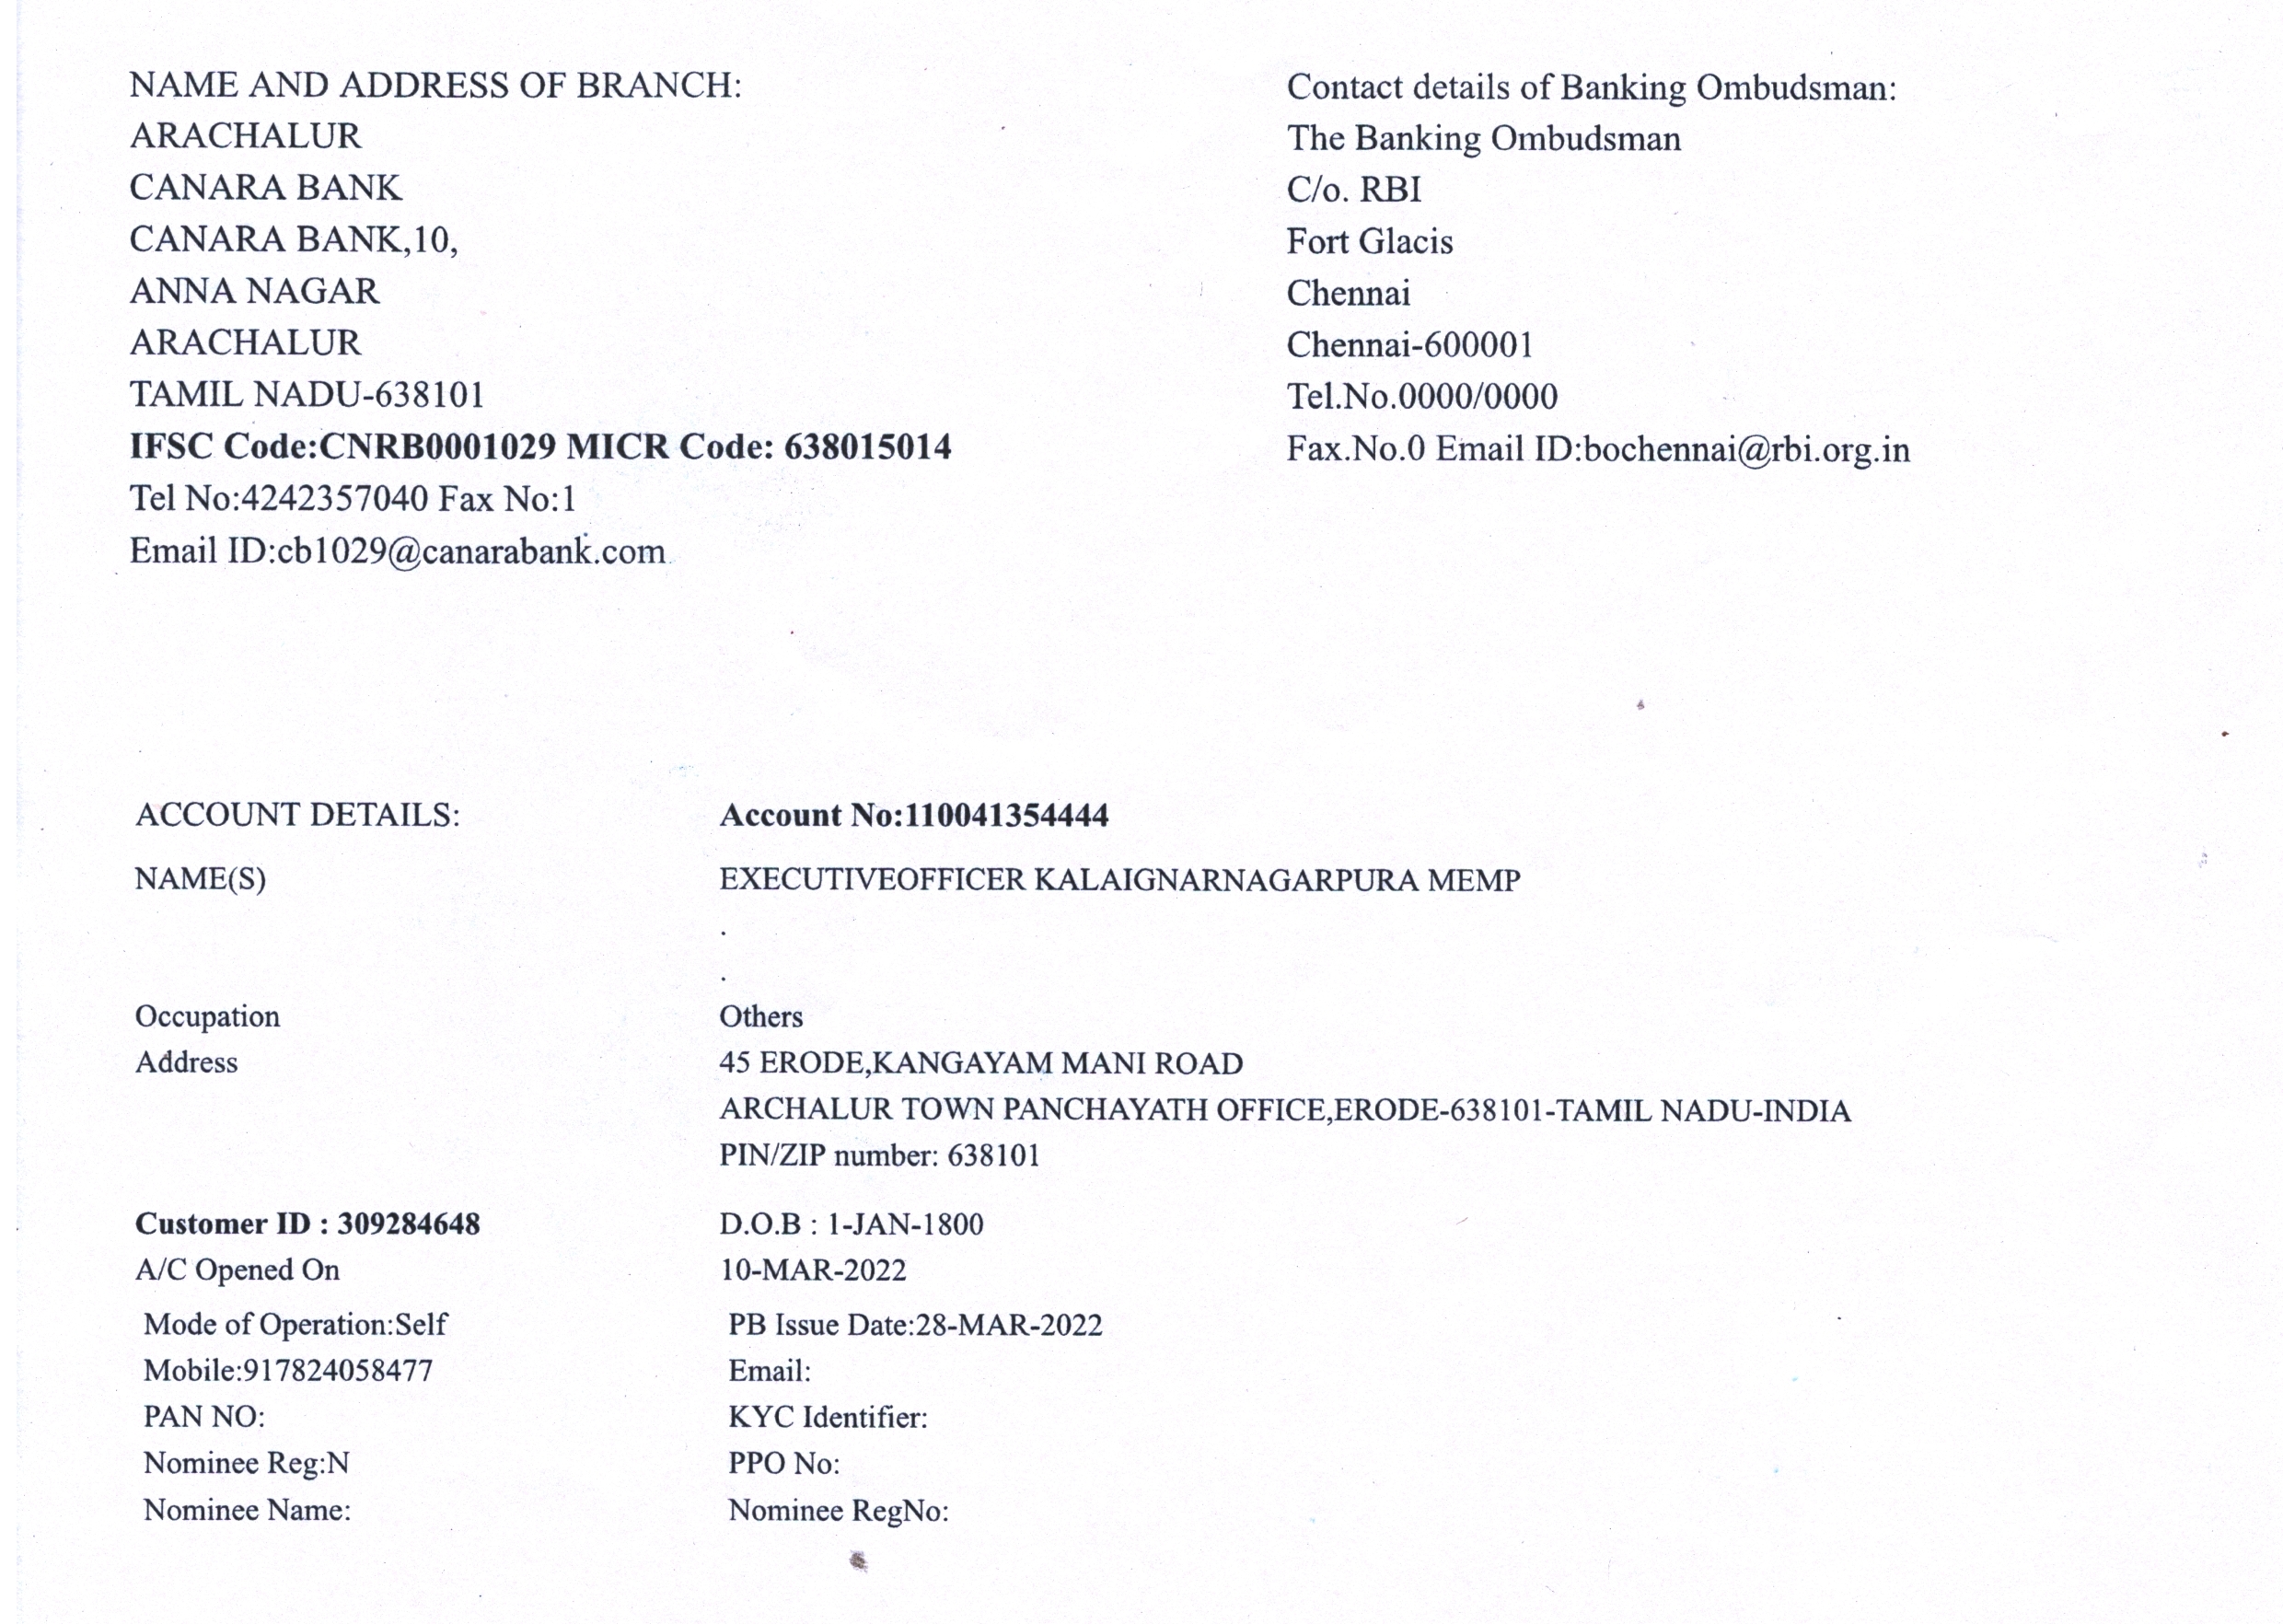 NAME AND ADDRESS OF BRANCH:
ARACHALUR
CANARA BANK
CANARA BANK,10,
ANNA NAGAR
ARACHALUR
TAMIL NADU-638101
IFSC Code:CNRB0001029 MICR Code: 638015014
Tel No:4242357040 Fax No:1
Email ID:cb1029@canarabank.com
Contact details of Banking Ombudsman:
The Banking Ombudsman
C/o. RBI
Fort Glacis
Chennai
Chennai-600001
Tel.No.0000/0000
Fax.No.0 Email ID:bochennai@rbi.org.in
ACCOUNT DETAILS: Account No:110041354444
NAME(S) EXECUTIVEOFFICER KALAIGNARNAGARPURA MEMP
.
.
Occupation Others
Address 45 ERODE,KANGAYAM MANI ROAD
ARCHALUR TOWN PANCHAYATH OFFICE,ERODE-638101-TAMIL NADU-INDIA
PIN/ZIP number: 638101
Customer ID : 309284648 D.O.B : 1-JAN-1800
A/C Opened On 10-MAR-2022
Mode of Operation:Self PB Issue Date:28-MAR-2022
Mobile:917824058477 Email:
PAN NO: KYC Identifier:
Nominee Reg:N PPO No:
Nominee Name: Nominee RegNo: